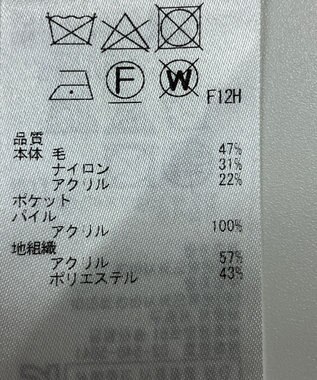 F
W
F12H
品質
本体 毛 47%
ナイロン 31%
アクリル 22%
ポケット
パイル
アクリル 100%
地組織
アクリル 57%
ポリエステル 43%